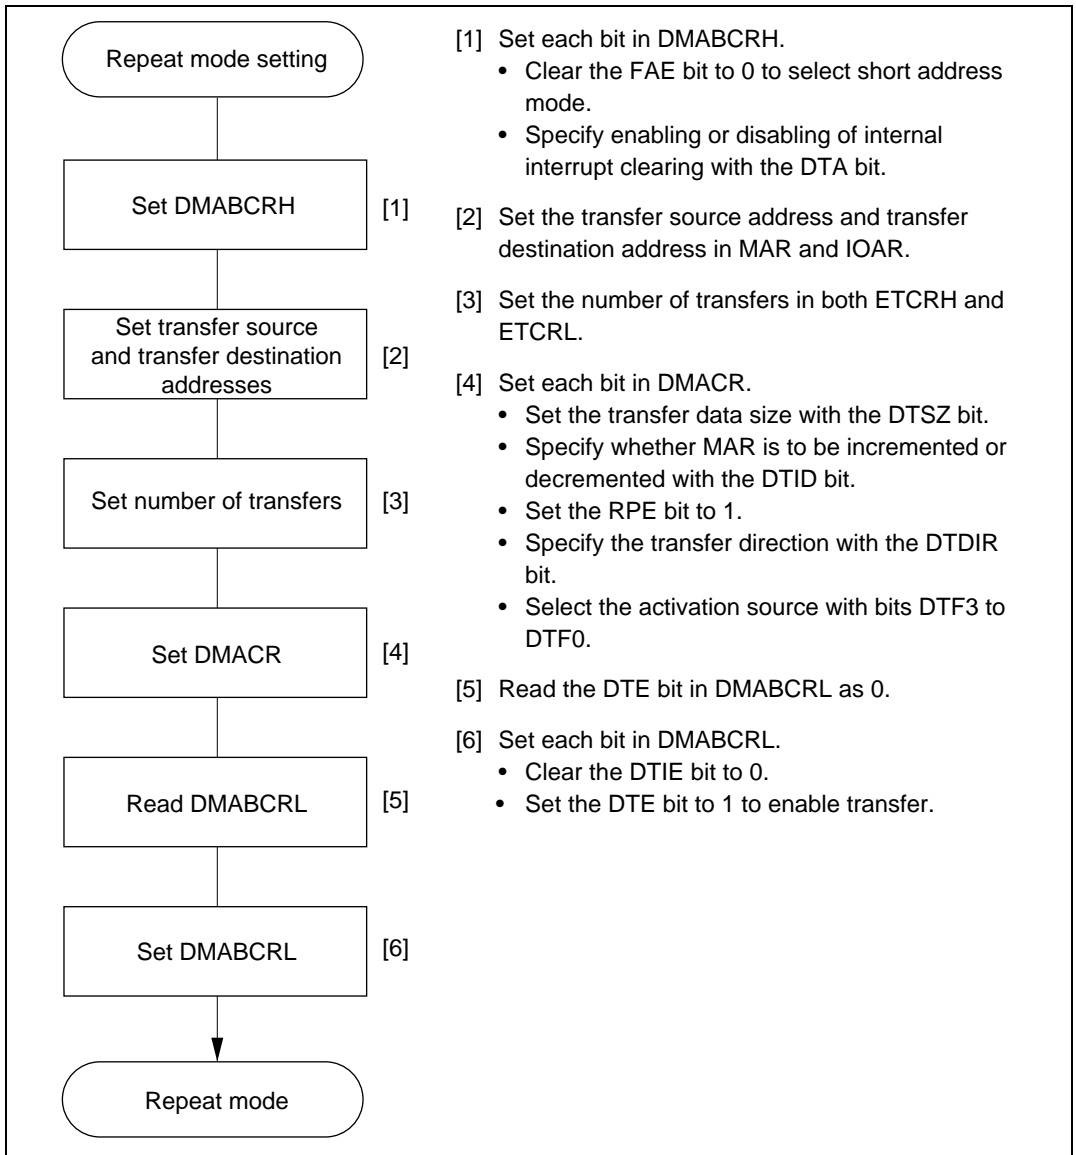 Repeat mode setting
Set DMABCRH [1]
Set transfer source
and transfer destination
addresses
[2]
Set number of transfers [3]
Set DMACR [4]
Read DMABCRL [5]
Set DMABCRL [6]
Repeat mode
[1] Set each bit in DMABCRH.
• Clear the FAE bit to 0 to select short address
mode.
• Specify enabling or disabling of internal
interrupt clearing with the DTA bit.
[2] Set the transfer source address and transfer
destination address in MAR and IOAR.
[3] Set the number of transfers in both ETCRH and
ETCRL.
[4] Set each bit in DMACR.
• Set the transfer data size with the DTSZ bit.
• Specify whether MAR is to be incremented or
decremented with the DTID bit.
• Set the RPE bit to 1.
• Specify the transfer direction with the DTDIR
bit.
• Select the activation source with bits DTF3 to
DTF0.
[5] Read the DTE bit in DMABCRL as 0.
[6] Set each bit in DMABCRL.
• Clear the DTIE bit to 0.
• Set the DTE bit to 1 to enable transfer.